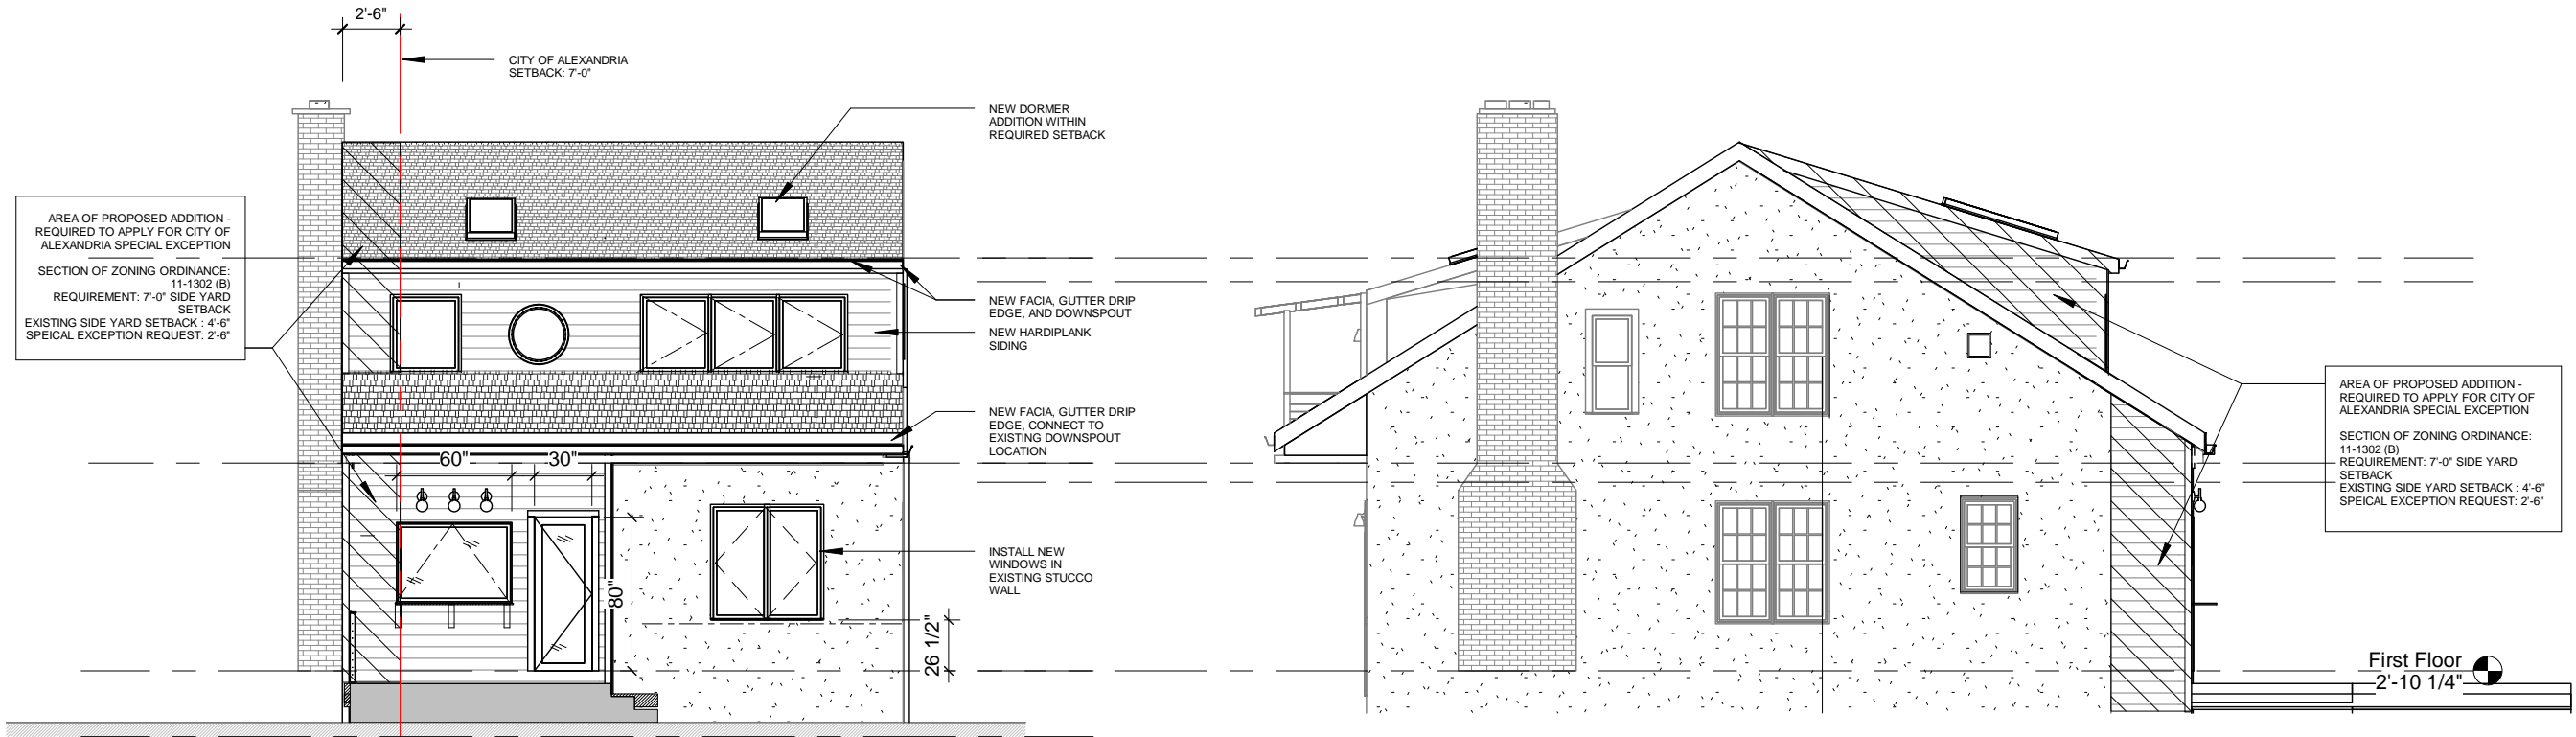 2'-6"
CITY OF ALEXANDRIA
SETBACK: 7'-0"
NEW DORMER
ADDITION WITHIN
REQUIRED SETBACK
AREA OF PROPOSED ADDITION -
REQUIRED TO APPLY FOR CITY OF
ALEXANDRIA SPECIAL EXCEPTION
SECTION OF ZONING ORDINANCE:
11-1302 (B)
REQUIREMENT: 7'-0" SIDE YARD
SETBACK
EXISTING SIDE YARD SETBACK : 4'-6"
SPEICAL EXCEPTION REQUEST: 2'-6"
NEW FACIA, GUTTER DRIP
EDGE, AND DOWNSPOUT
NEW HARDIPLANK
SIDING
NEW FACIA, GUTTER DRIP
EDGE, CONNECT TO
EXISTING DOWNSPOUT
LOCATION
60"
30"
80"
INSTALL NEW
WINDOWS IN
EXISTING STUCCO
WALL
26 1/2"
AREA OF PROPOSED ADDITION -
REQUIRED TO APPLY FOR CITY OF
ALEXANDRIA SPECIAL EXCEPTION
SECTION OF ZONING ORDINANCE:
11-1302 (B)
REQUIREMENT: 7'-0" SIDE YARD
SETBACK
EXISTING SIDE YARD SETBACK : 4'-6"
SPEICAL EXCEPTION REQUEST: 2'-6"
First Floor
2'-10 1/4"